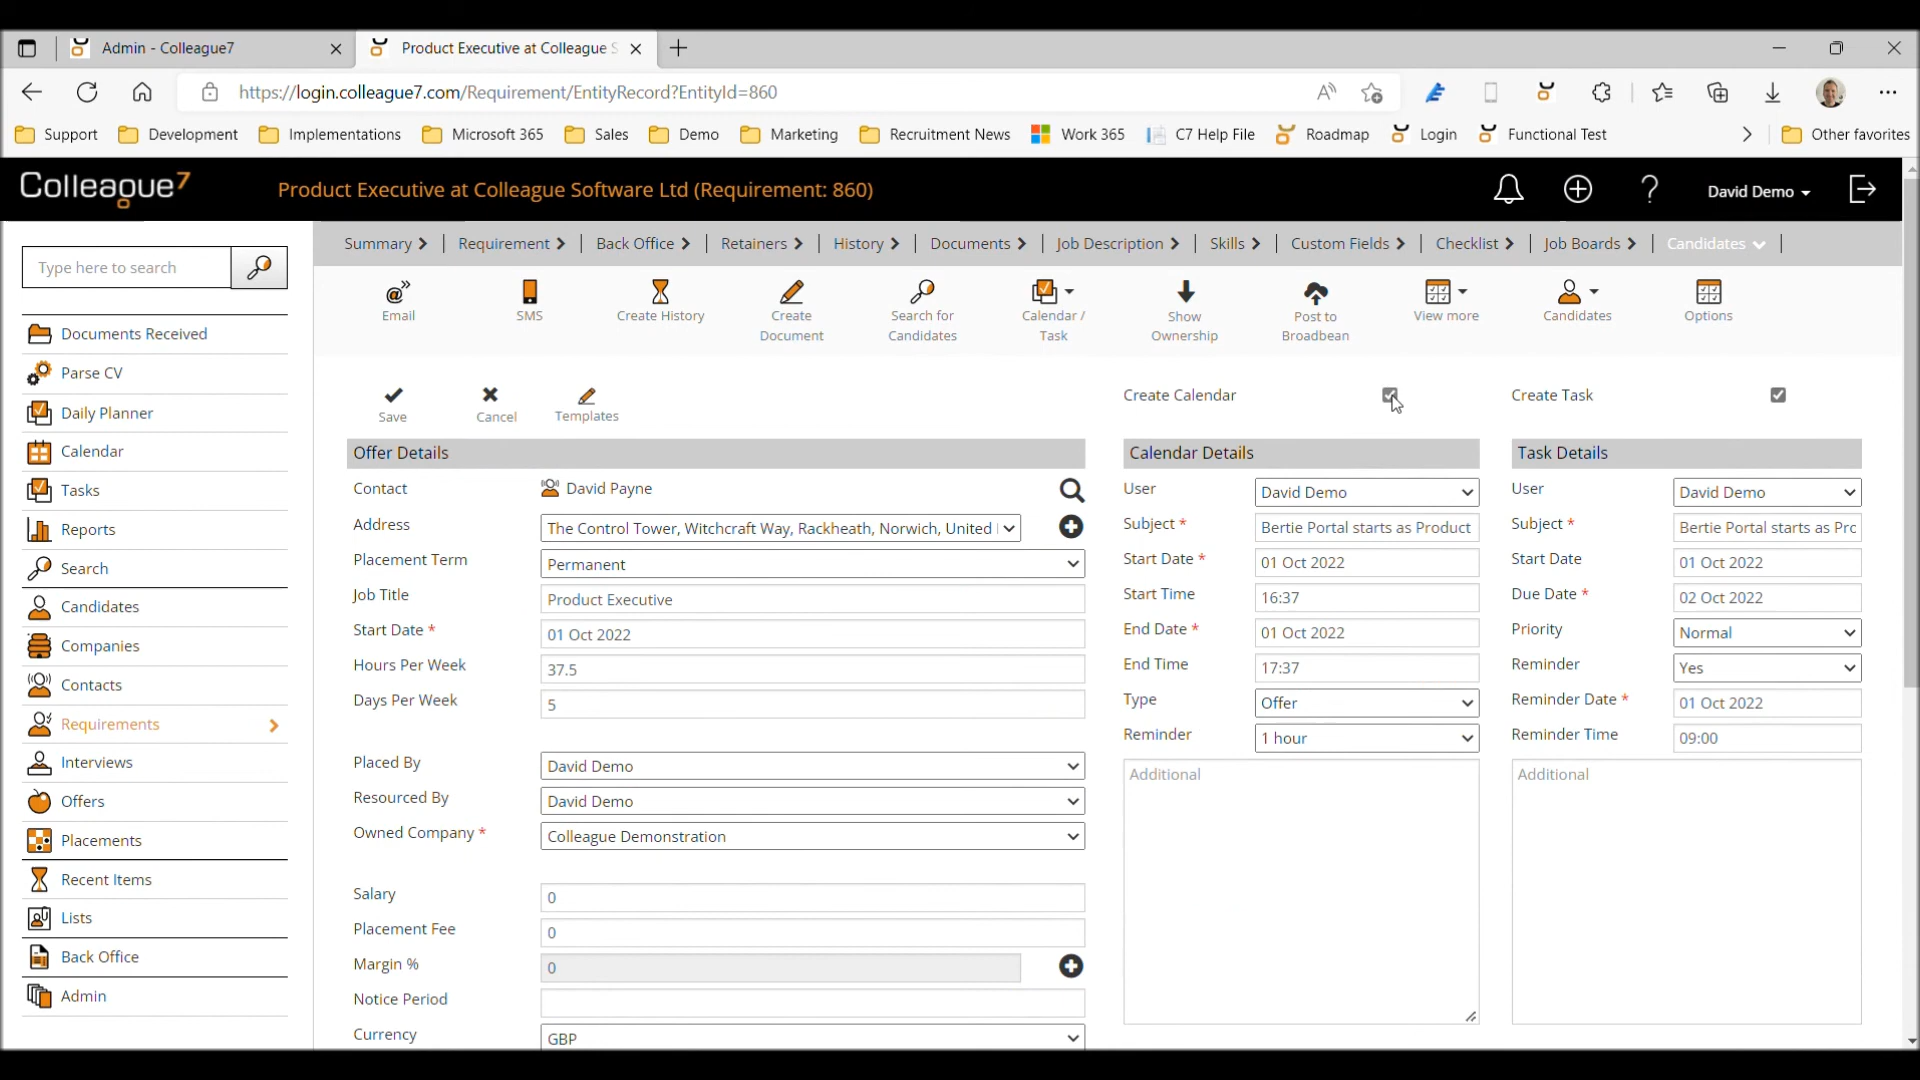 Admin - Colleague7
Product Executive at Colleague S
https://login.colleague7.com/Requirement/EntityRecord?EntityId=860
Support Development Implementations Microsoft 365 Sales Demo Marketing Recruitment News Work 365 C7 Help File Roadmap Login Functional Test Other favorites
Colleague7 Product Executive at Colleague Software Ltd (Requirement: 860) David Demo
Summary Requirement Back Office Retainers History Documents Job Description Skills Custom Fields Checklist Job Boards Candidates
Type here to search
Documents Received
Parse CV
Daily Planner
Calendar
Tasks
Reports
Search
Candidates
Companies
Contacts
Requirements
Interviews
Offers
Placements
Recent Items
Lists
Back Office
Admin
Email
SMS
Create History
Create
Document
Search for
Candidates
Calendar /
Task
Show
Ownership
Post to
Broadbean
View more
Candidates
Options
Save Cancel Templates
Offer Details
Contact David Payne
Address The Control Tower, Witchcraft Way, Rackheath, Norwich, United
Placement Term Permanent
Job Title Product Executive
Start Date * 01 Oct 2022
Hours Per Week 37.5
Days Per Week 5
Placed By David Demo
Resourced By David Demo
Owned Company * Colleague Demonstration
Salary 0
Placement Fee 0
Margin % 0
Notice Period
Currency GBP
Create Calendar
Calendar Details
User David Demo
Subject * Bertie Portal starts as Product
Start Date * 01 Oct 2022
Start Time 16:37
End Date * 01 Oct 2022
End Time 17:37
Type Offer
Reminder 1 hour
Additional
Create Task
Task Details
User David Demo
Subject * Bertie Portal starts as Prc
Start Date 01 Oct 2022
Due Date * 02 Oct 2022
Priority Normal
Reminder Yes
Reminder Date * 01 Oct 2022
Reminder Time 09:00
Additional